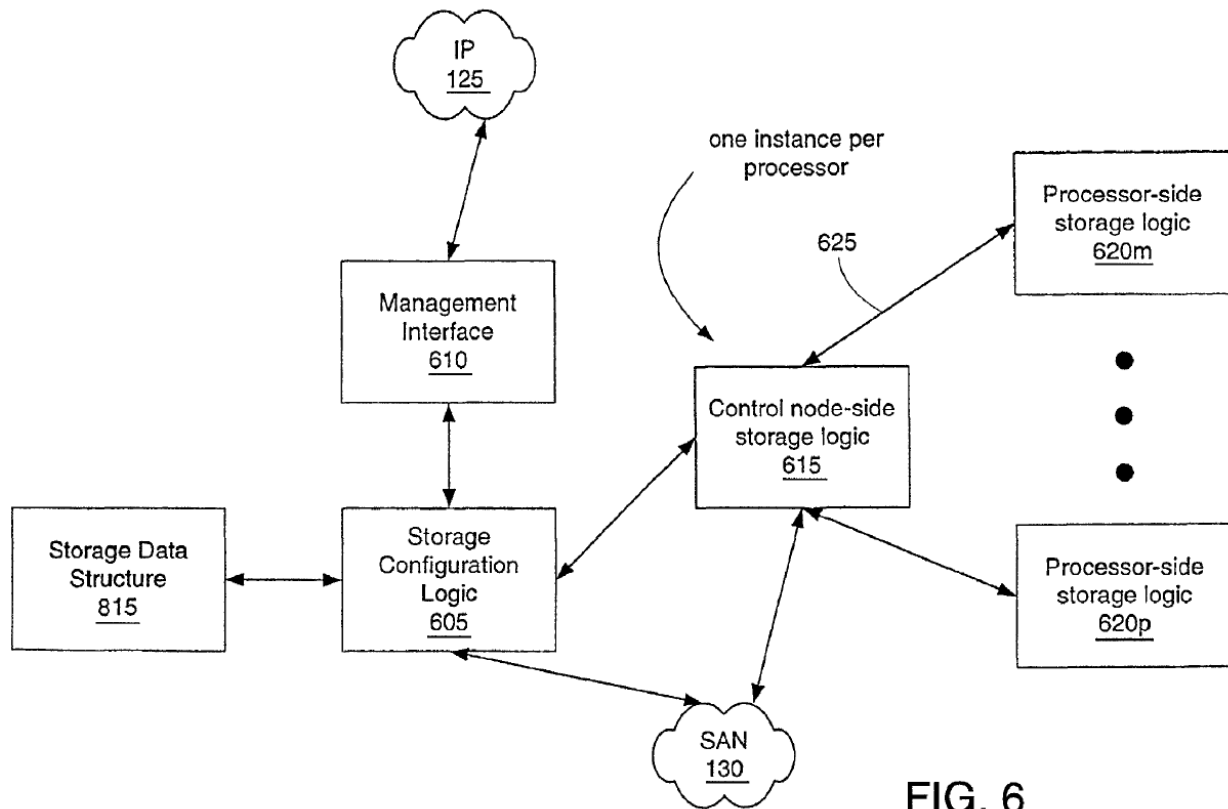 IP
125
one instance per
processor
Processor-side
storage logic
620m
625
Management
Interface
610
Control node-side
storage logic
615
Storage Data
Structure
815
Storage
Configuration
Logic
605
Processor-side
storage logic
620p
SAN
130
FIG. 6